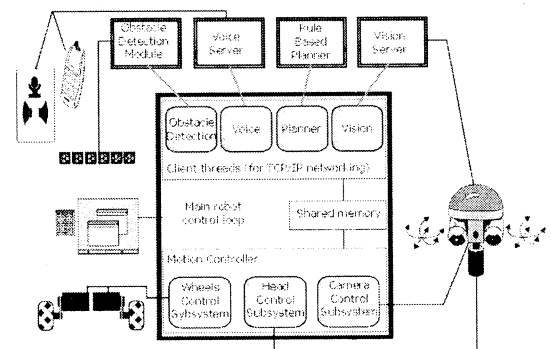 Obstacle
Detection
Module
Voice
Server
Rule
Based
Planner
Vision
Server
Obstacle
Detection
Voice
Planner
Vision
Client threads (for TCP/IP networking)
Main robot
control loop
Shared memory
Motion Controller
Wheels
Control
Sybsystem
Head
Control
Subsystem
Camera
Control
Subsystem